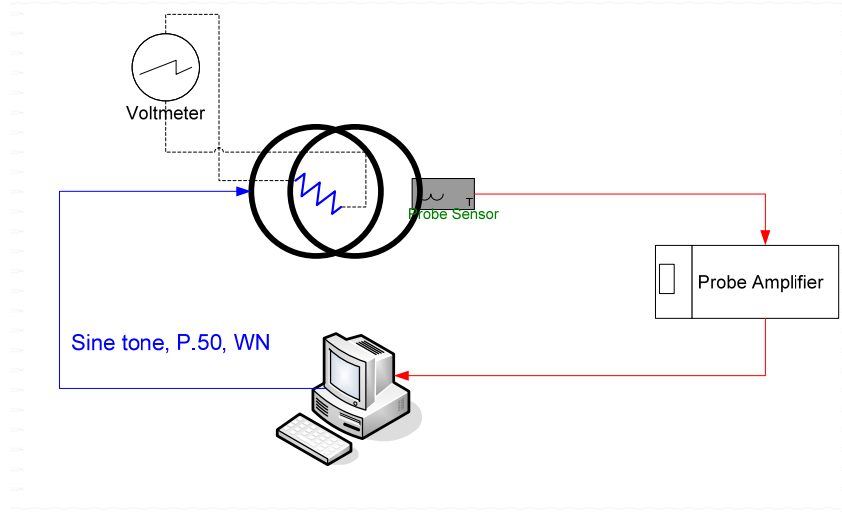 Voltmeter
T
Probe Sensor
Probe Amplifier
Sine tone, P.50, WN